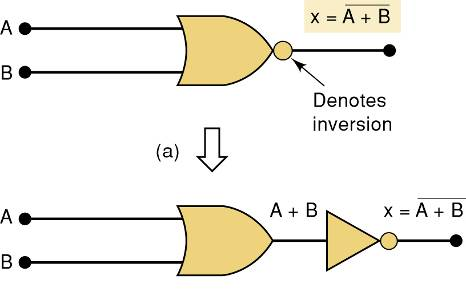 x = A + B
A
B
Denotes
inversion
(a)
A
A + B
x = A + B
B